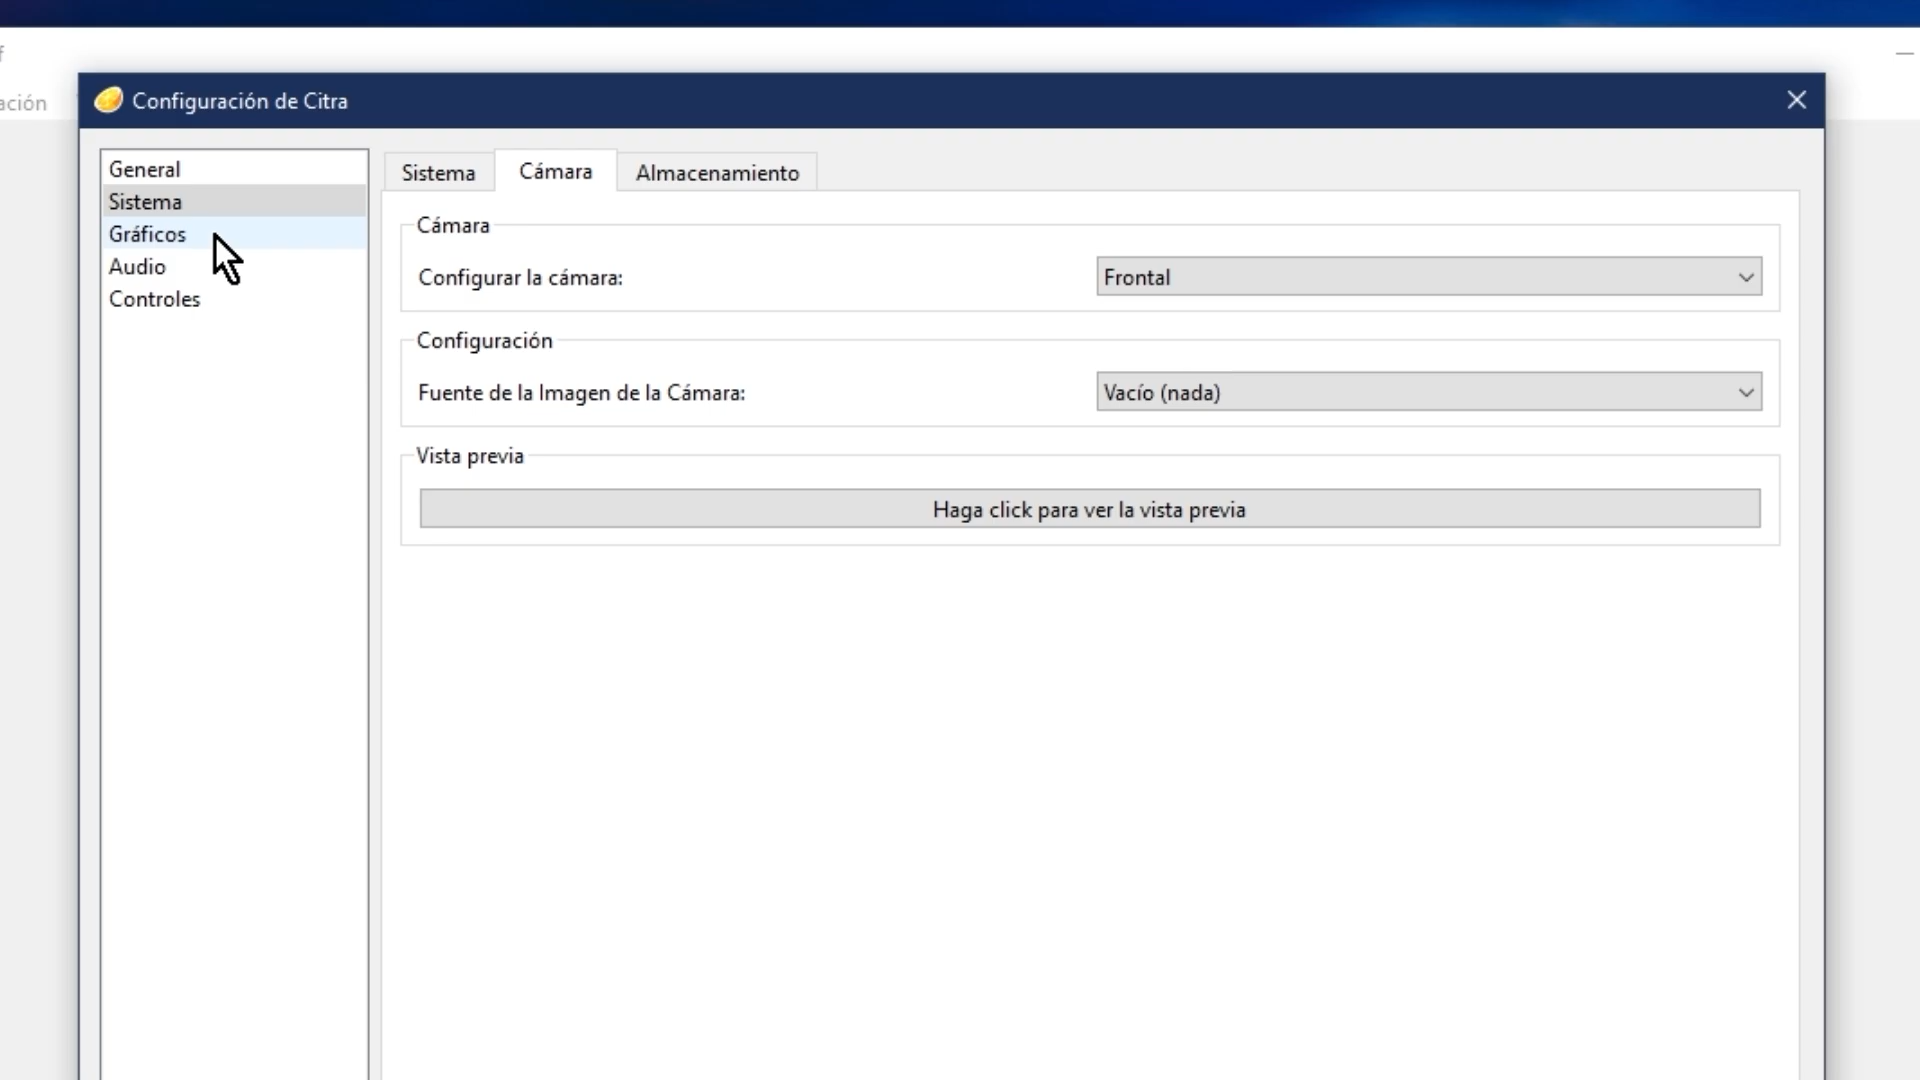 f
ación
Configuración de Citra
General
Sistema
Gráficos
Audio
Controles
Sistema
Cámara
Almacenamiento
Cámara
Configurar la cámara:
Frontal
Configuración
Fuente de la Imagen de la Cámara:
Vacío (nada)
Vista previa
Haga click para ver la vista previa